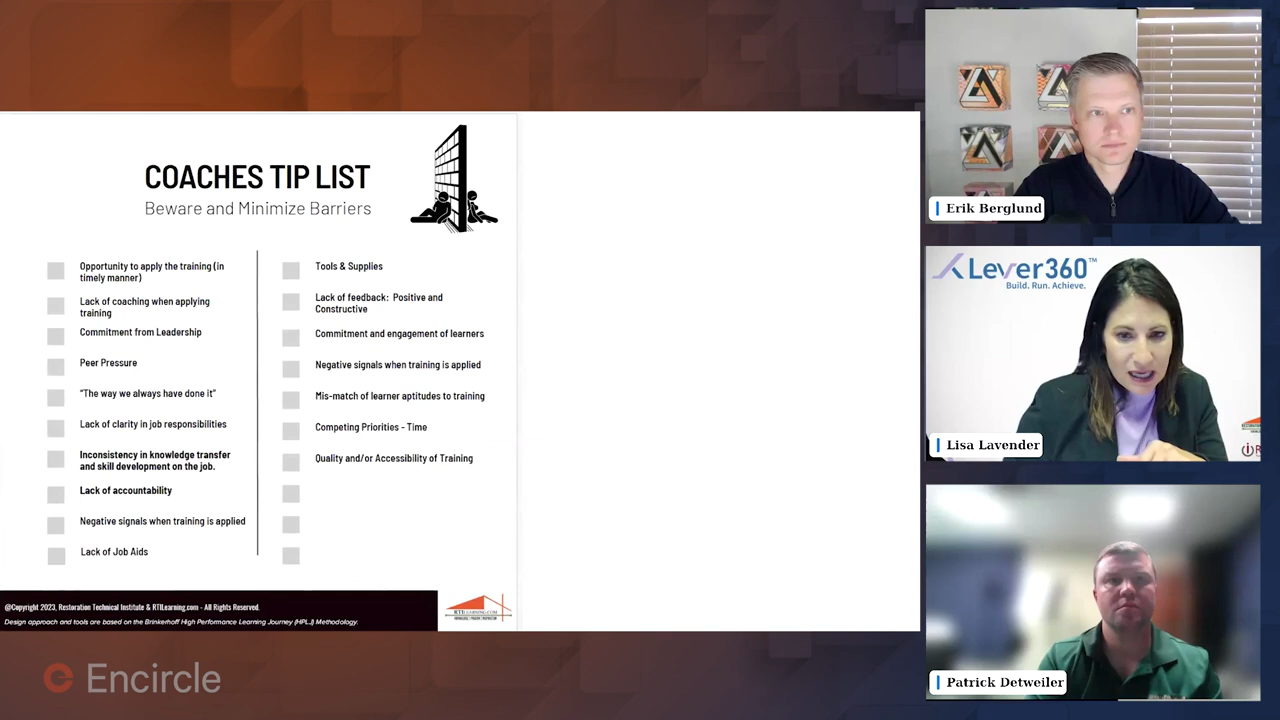 COACHES TIP LIST
Beware and Minimize Barriers
Opportunity to apply the training (in
timely manner)
Lack of coaching when applying
training
Commitment from Leadership
Peer Pressure
"The way we always have done it"
Lack of clarity in job responsibilities
Inconsistency in knowledge transfer
and skill development on the job.
Lack of accountability
Negative signals when training is applied
Lack of Job Aids
Tools & Supplies
Lack of feedback: Positive and
Constructive
Commitment and engagement of learners
Negative signals when training is applied
Mis-match of learner aptitudes to training
Competing Priorities - Time
Quality and/or Accessibility of Training
@Copyright 2023, Restoration Technical Institute & RTILearning.com - All Rights Reserved.
Design approach and tools are based on the Brinkerhoff High Performance Learning Journey (HPLJ) Methodology.
RTILEARNING.COM
Encircle
Erik Berglund
Lever360™
Build. Run. Achieve.
Lisa Lavender
Patrick Detweiler